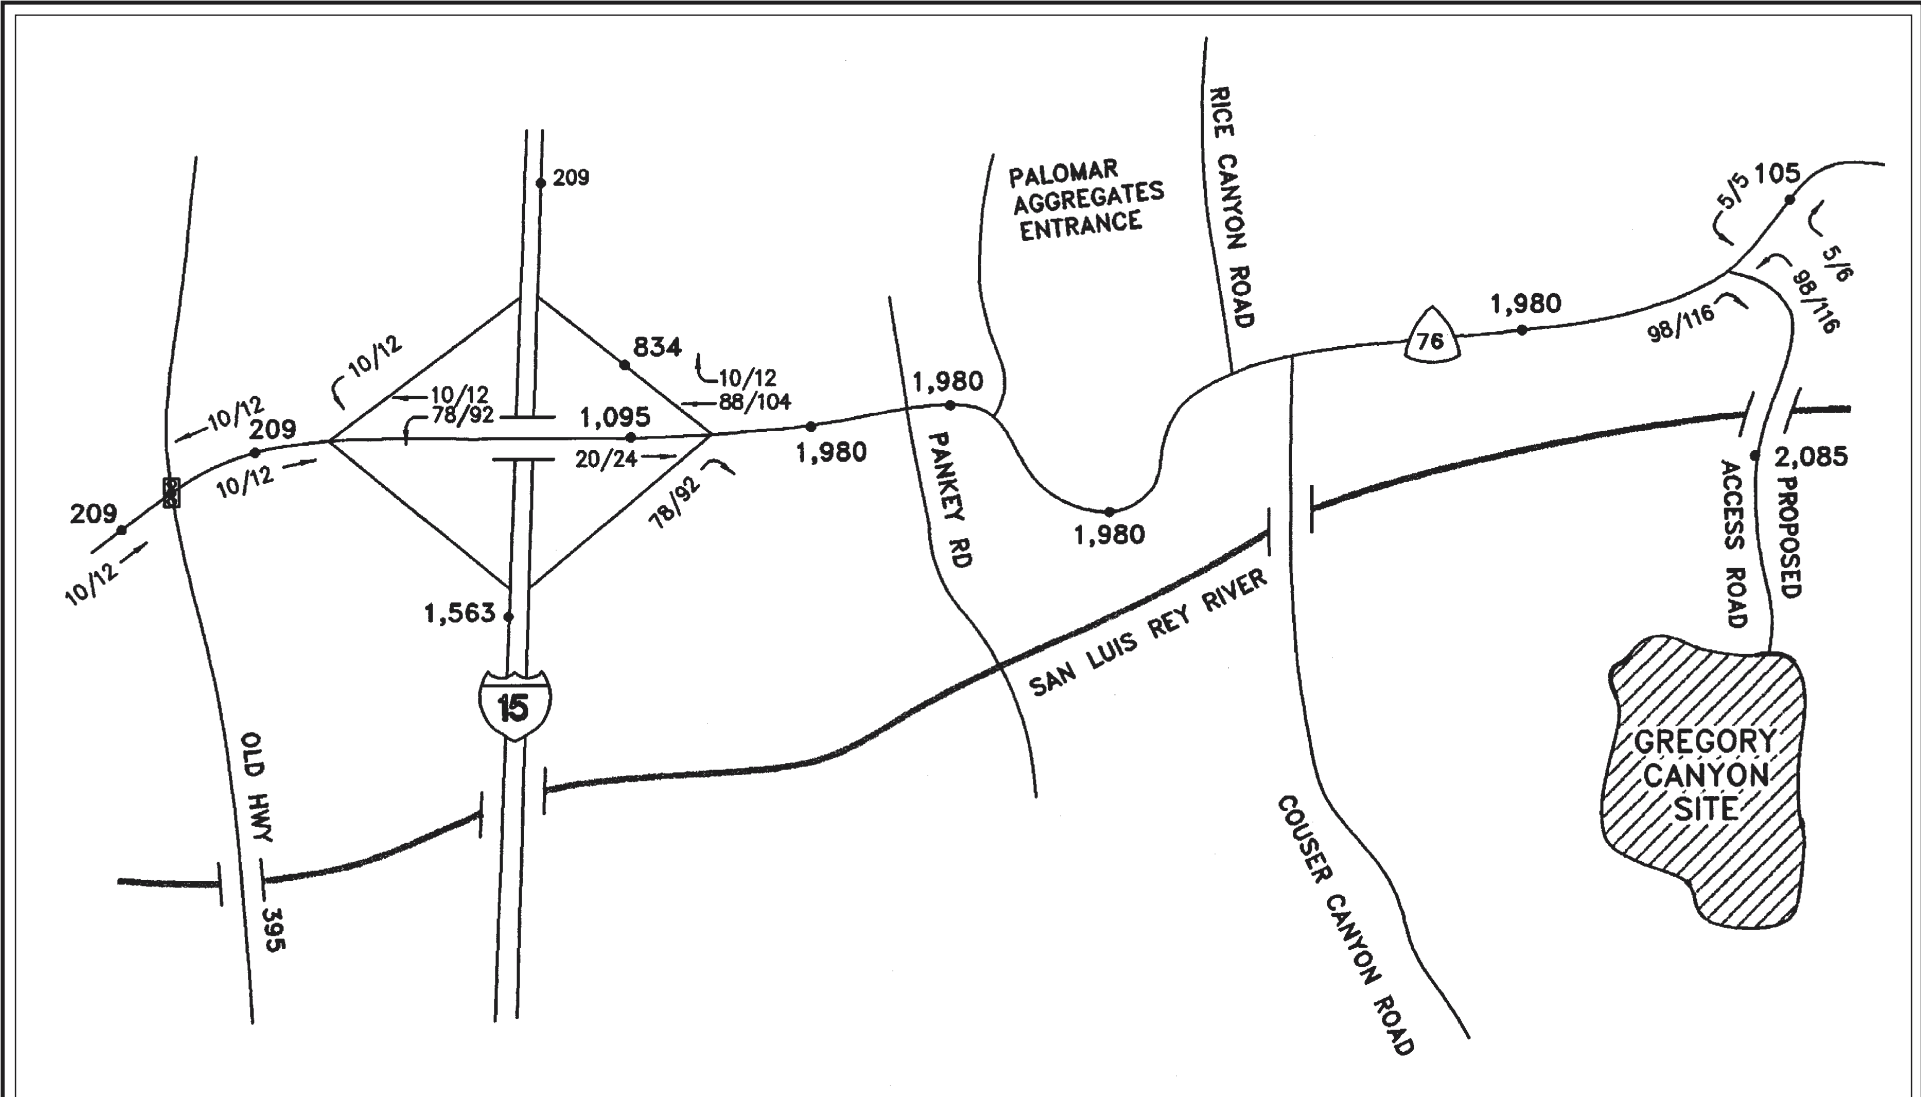 209
PALOMAR
AGGREGATES
ENTRANCE
RICE CANYON ROAD
5/5
105
5/6
98/116
98/116
1,980
76
10/12
834
10/12
88/104
10/12
78/92
10/12
209
10/12
1,095
20/24
78/92
1,980
1,980
209
10/12
PANKEY RD
1,980
2,085
PROPOSED
ACCESS ROAD
1,563
15
SAN LUIS REY RIVER
OLD HWY 395
GREGORY
CANYON
SITE
COUSER CANYON ROAD